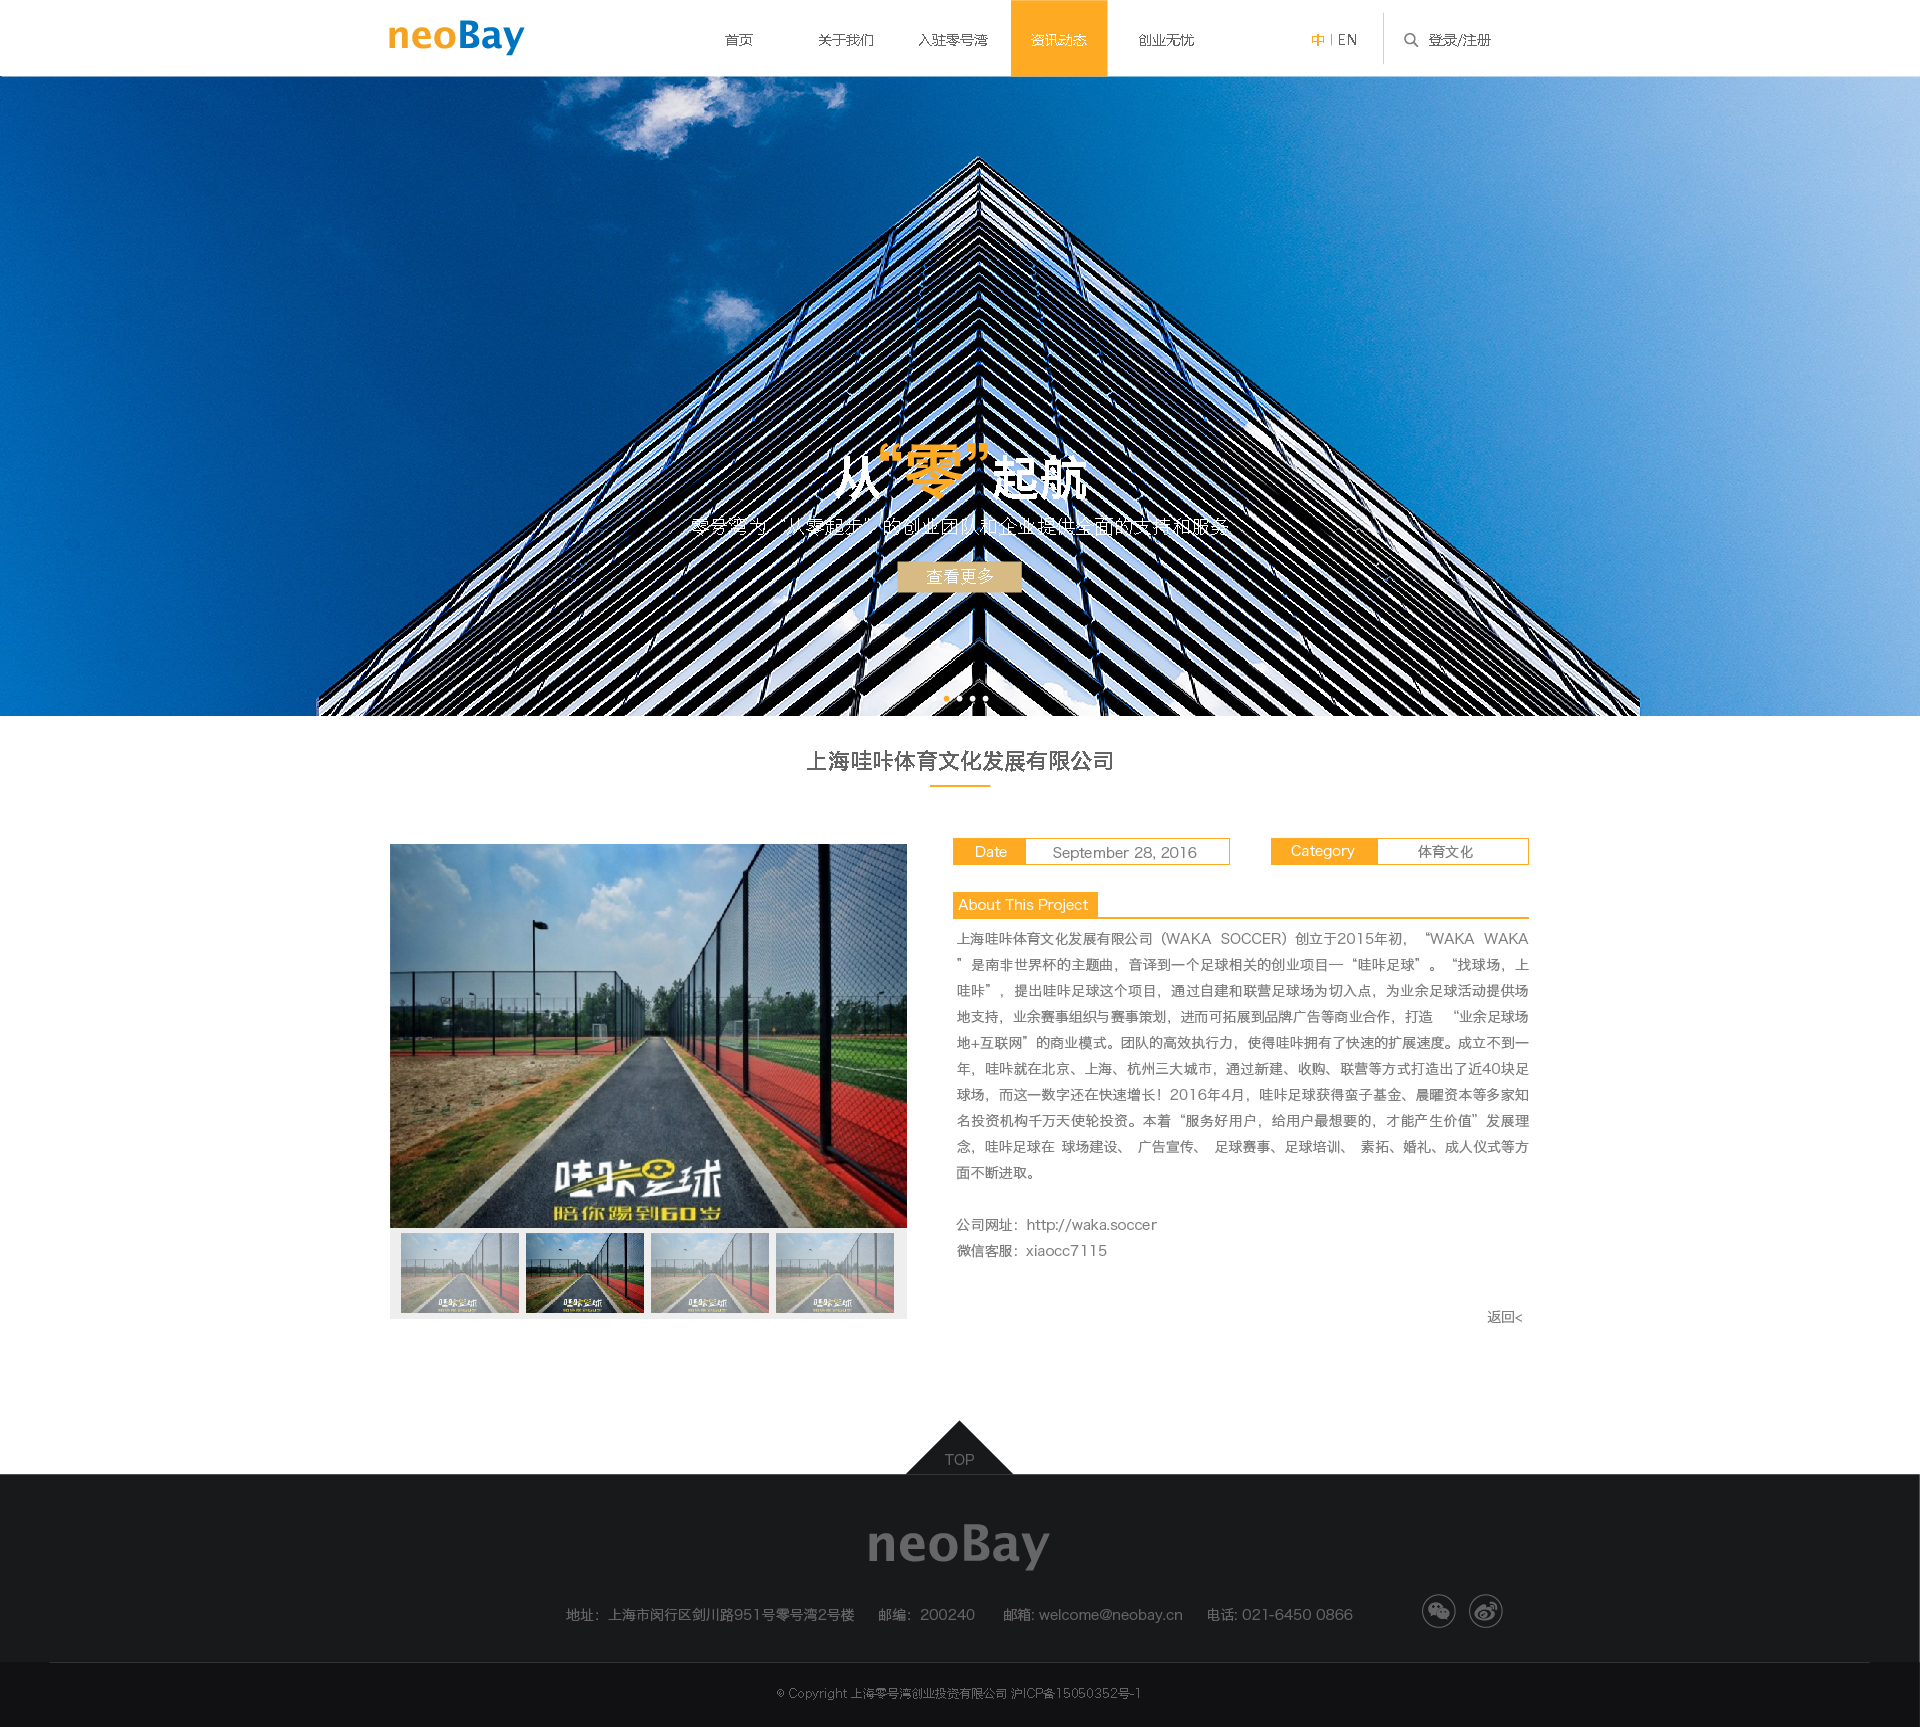 neoBay
首页
关于我们
入驻零号湾
资讯动态
创业无忧
中 | EN
登录/注册
从“零”起航
零号湾为“从零起步”的创业团队和企业提供全面的支持和服务
查看更多
上海哇咔体育文化发展有限公司
Date
September 28, 2016
Category
体育文化
About This Project
上海哇咔体育文化发展有限公司（WAKA SOCCER）创立于2015年初，“WAKA WAKA
”是南非世界杯的主题曲，音译到一个足球相关的创业项目—“哇咔足球”。“找球场，上
哇咔”，提出哇咔足球这个项目，通过自建和联营足球场为切入点，为业余足球活动提供场
地支持，业余赛事组织与赛事策划，进而可拓展到品牌广告等商业合作，打造 “业余足球场
地+互联网”的商业模式。团队的高效执行力，使得哇咔拥有了快速的扩展速度。成立不到一
年，哇咔就在北京、上海、杭州三大城市，通过新建、收购、联营等方式打造出了近40块足
球场，而这一数字还在快速增长！2016年4月，哇咔足球获得蛮子基金、晨曜资本等多家知
名投资机构千万天使轮投资。本着“服务好用户，给用户最想要的，才能产生价值”发展理
念，哇咔足球在 球场建设、 广告宣传、 足球赛事、足球培训、 素拓、婚礼、成人仪式等方
面不断进取。
公司网址：http://waka.soccer
微信客服：xiaocc7115
哇咔足球
陪你踢到60岁
哇咔足球
哇咔足球
哇咔足球
哇咔足球
返回<
TOP
neoBay
地址：上海市闵行区剑川路951号零号湾2号楼
邮编：200240
邮箱: welcome@neobay.cn
电话: 021-6450 0866
© Copyright 上海零号湾创业投资有限公司 沪ICP备15050352号-1